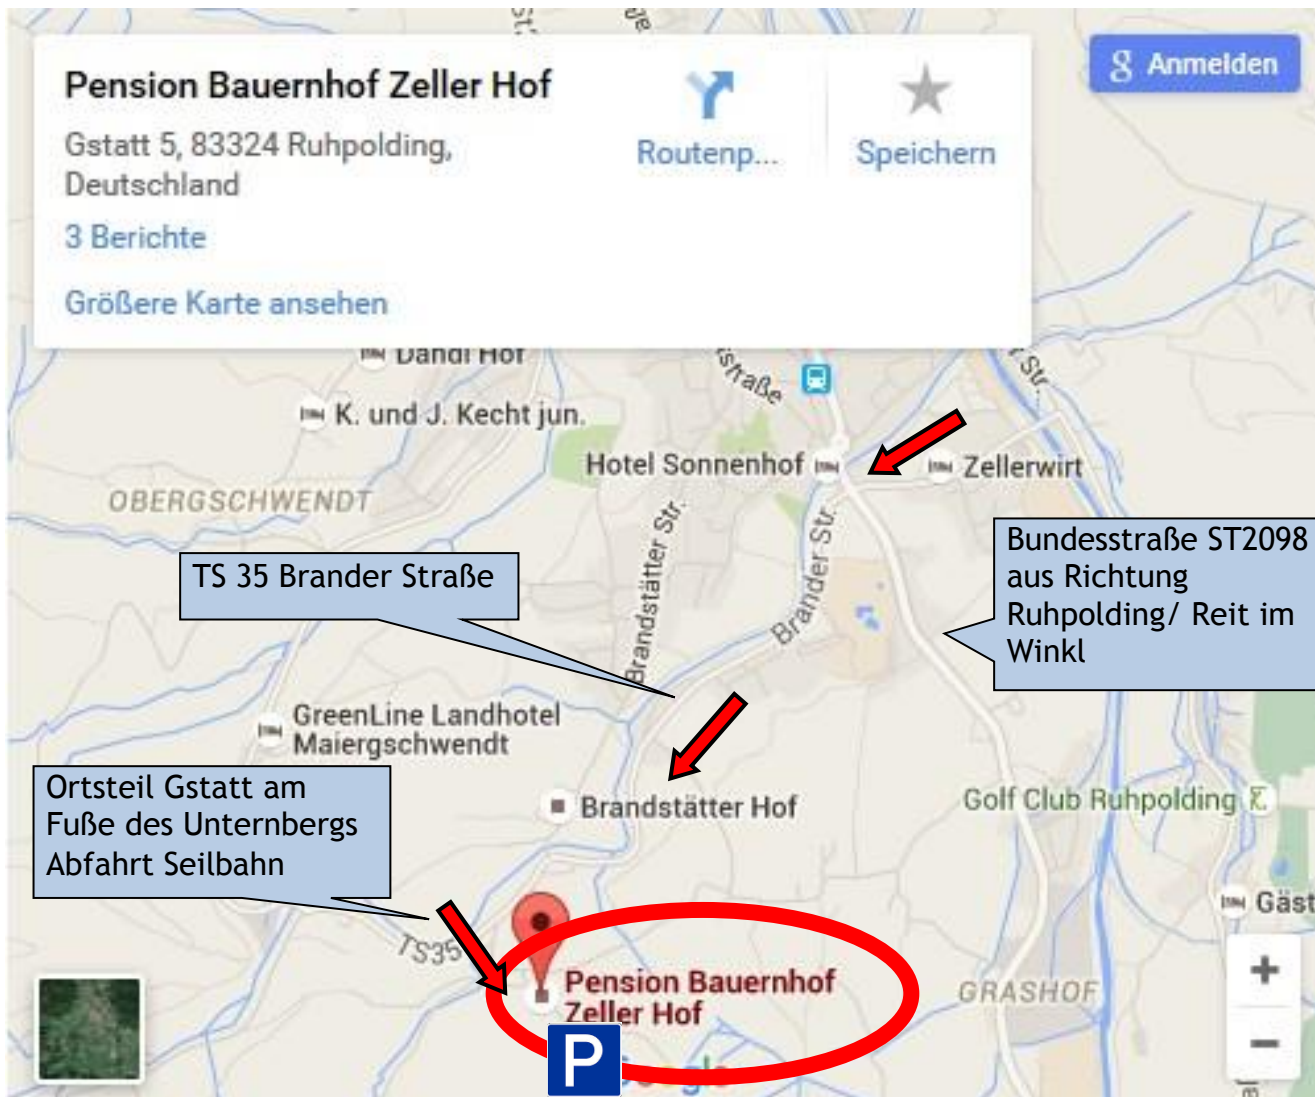 Pension Bauernhof Zeller Hof
Gstatt 5, 83324 Ruhpolding,
Deutschland
3 Berichte
Größere Karte ansehen
Routenp...
Speichern
g Anmelden
Dandl Hof
K. und J. Kecht jun.
OBERGSCHWENDT
Hotel Sonnenhof
Zellerwirt
Str.
Brandstätter Str.
Brander Str.
TS 35 Brander Straße
Bundesstraße ST2098
aus Richtung
Ruhpolding/ Reit im
Winkl
GreenLine Landhotel
Maiergschwendt
Ortsteil Gstatt am
Fuße des Unternbergs
Abfahrt Seilbahn
Brandstätter Hof
Golf Club Ruhpolding
Gäst
TS35
Pension Bauernhof
Zeller Hof
GRASHOF
P
Google
+
−